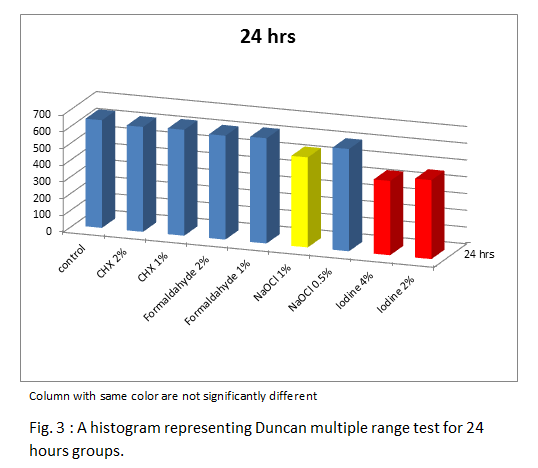 24 hrs
700
600
500
400
300
200
100
0
control
CHX 2%
CHX 1%
Formaldahyde 2%
Formaldahyde 1%
NaOCl 1%
NaOCl 0.5%
Iodine 4%
Iodine 2%
24 hrs
Column with same color are not significantly different
Fig. 3 : A histogram representing Duncan multiple range test for 24
hours groups.